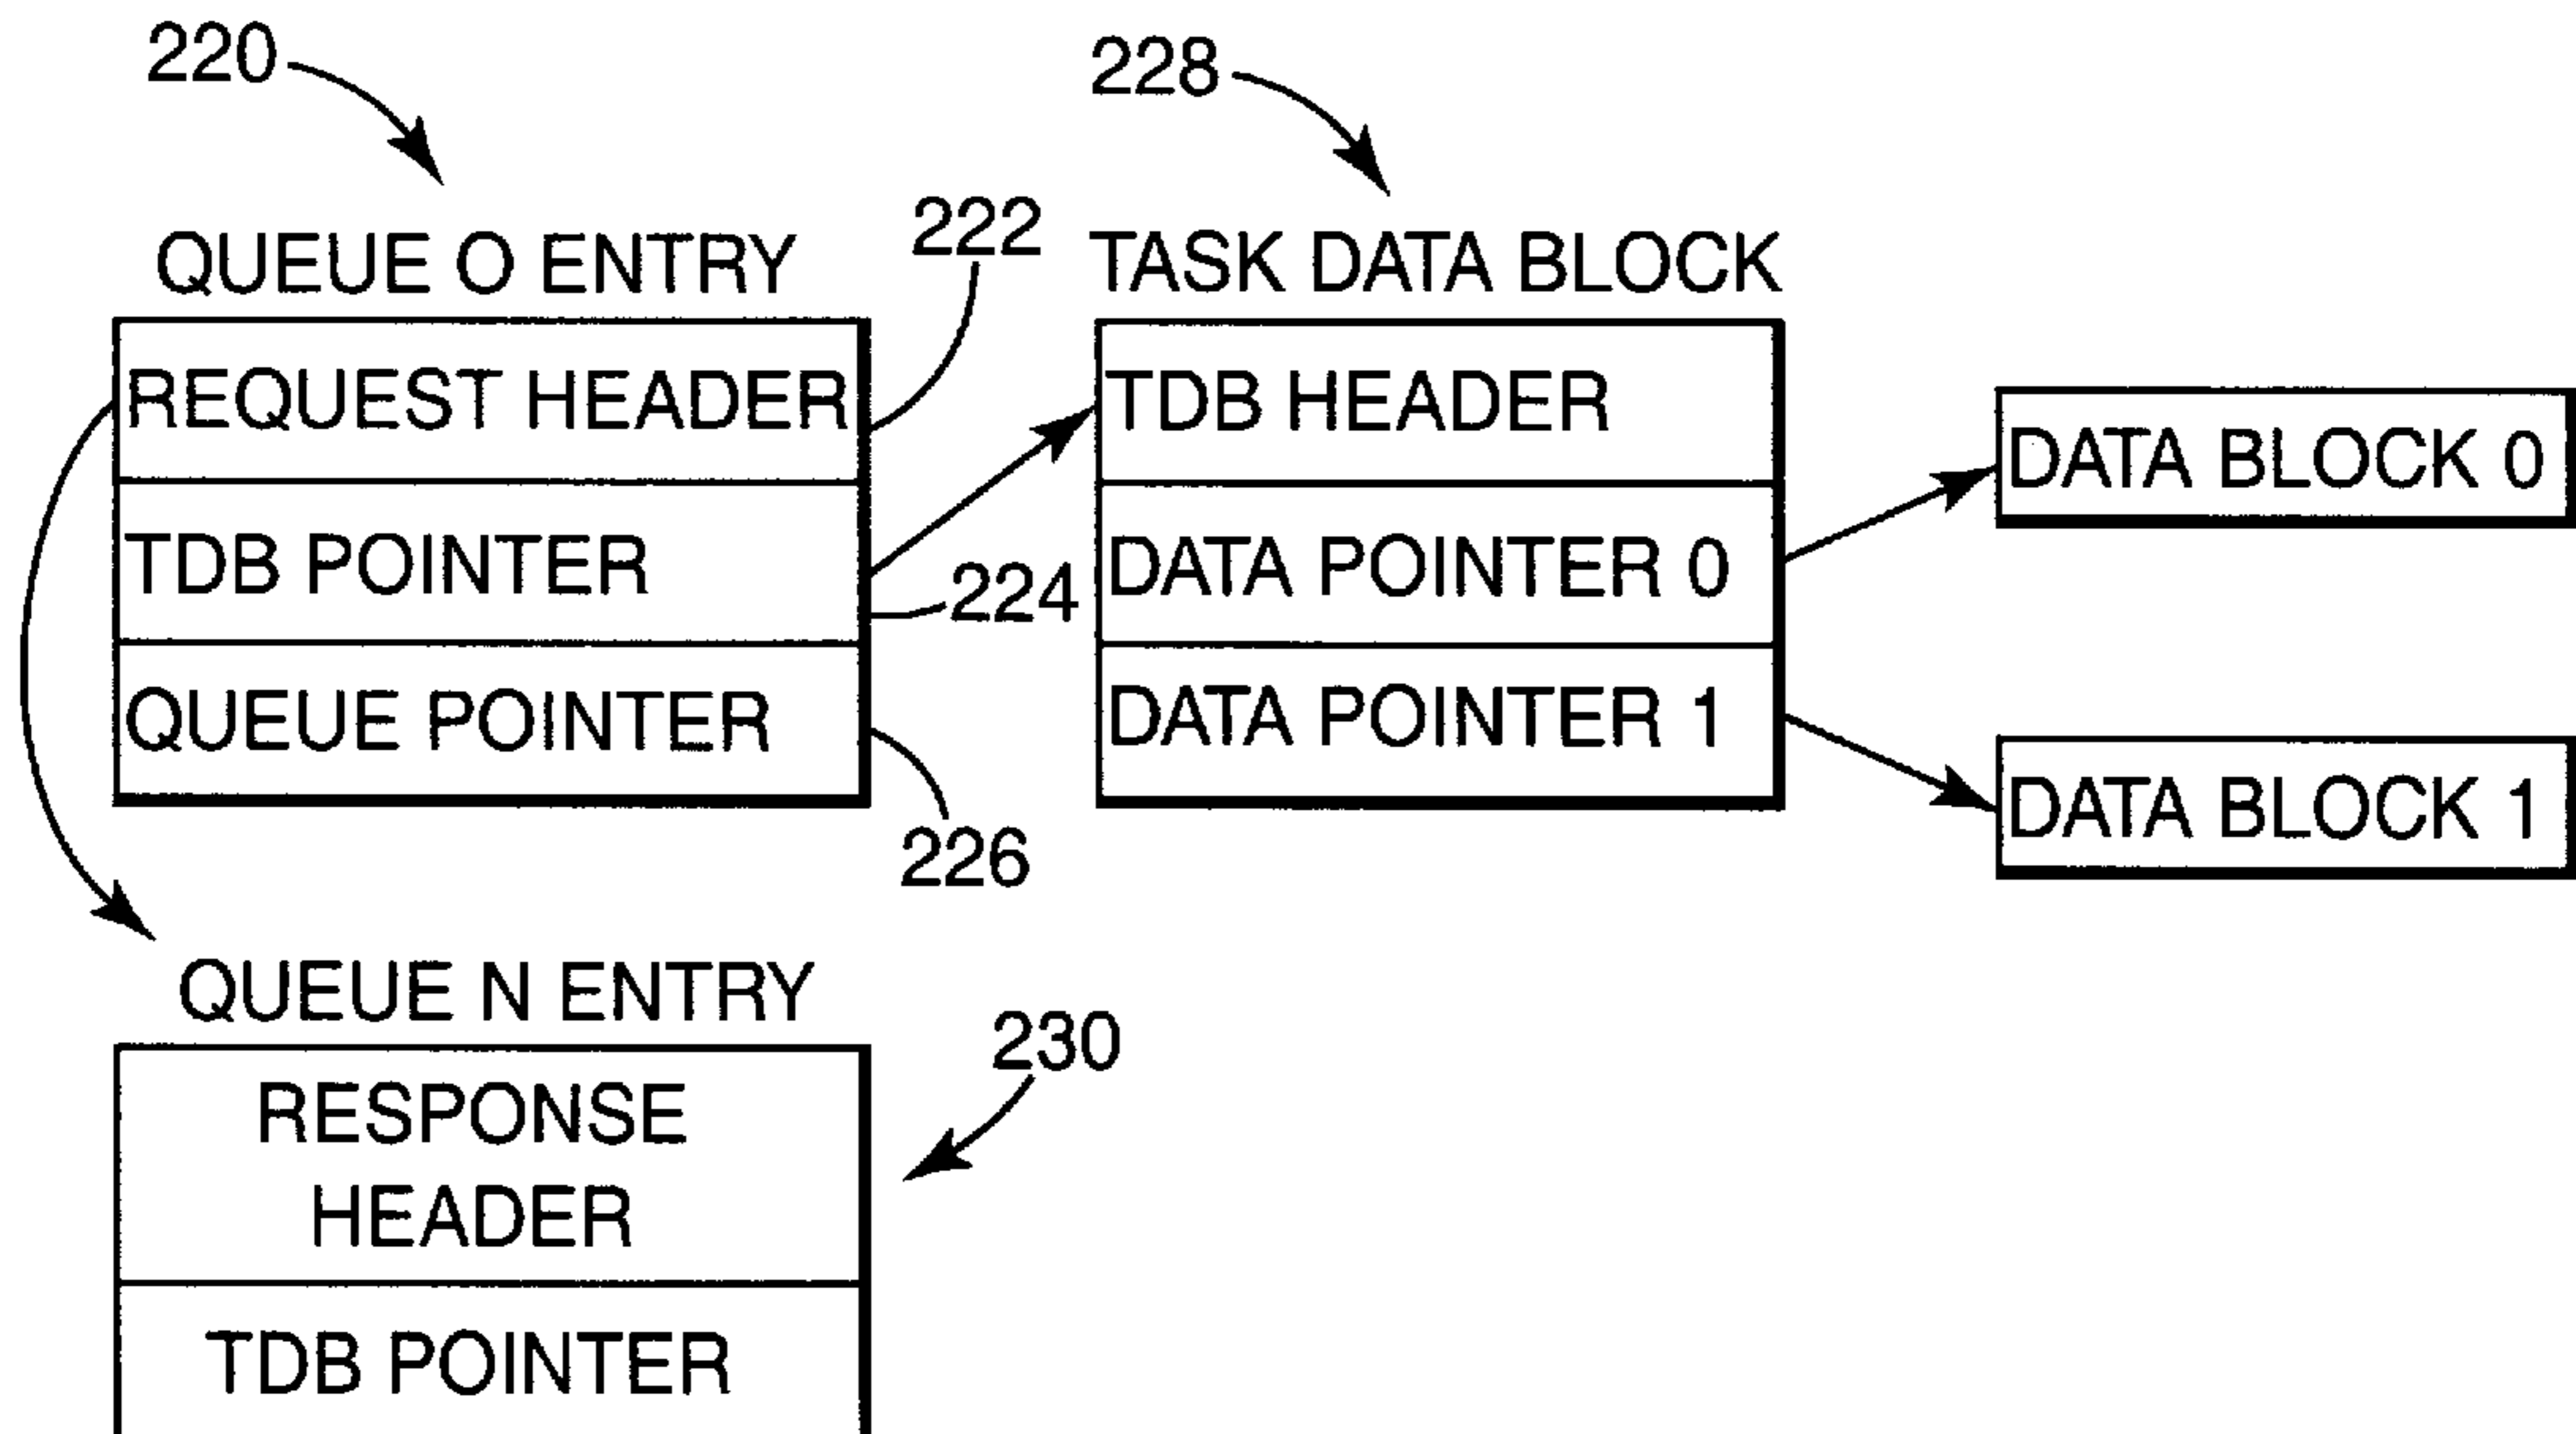 220
228
222
QUEUE O ENTRY
TASK DATA BLOCK
REQUEST HEADER
TDB HEADER
DATA BLOCK 0
TDB POINTER
224
DATA POINTER 0
QUEUE POINTER
DATA POINTER 1
DATA BLOCK 1
226
QUEUE N ENTRY
230
RESPONSE
HEADER
TDB POINTER